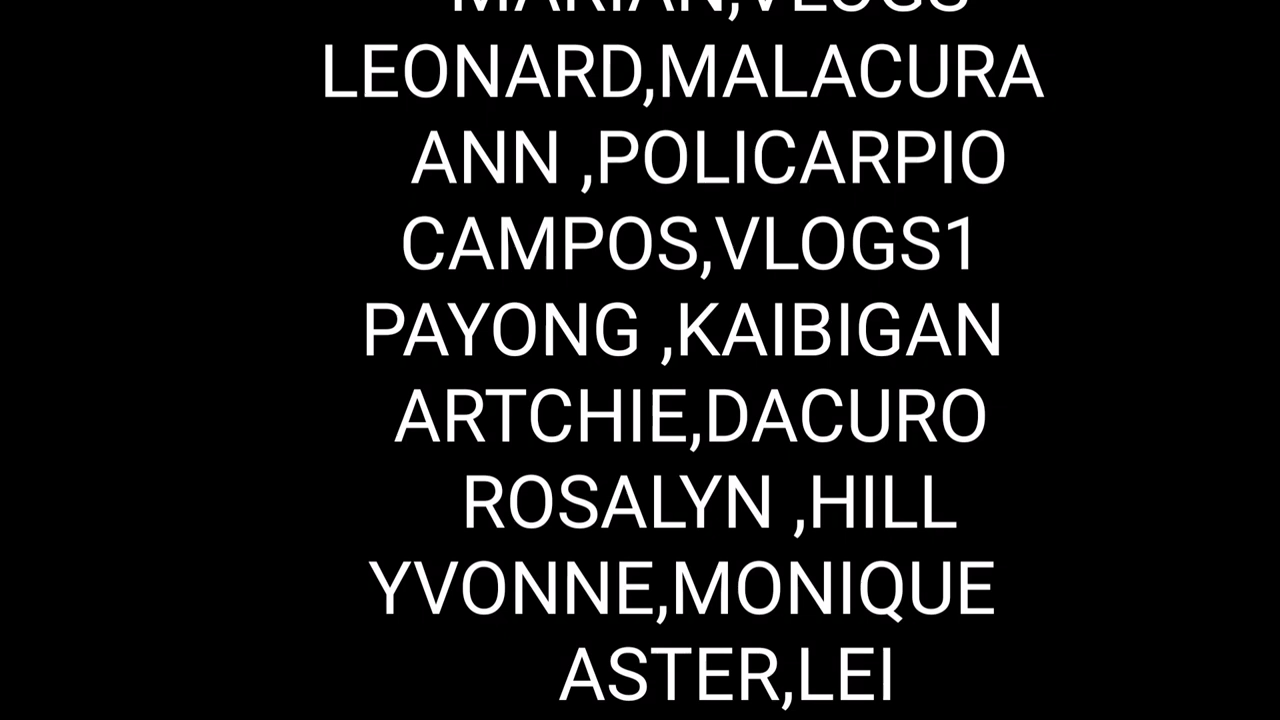 MARIAN,VLOGS
LEONARD,MALACURA
ANN ,POLICARPIO
CAMPOS,VLOGS1
PAYONG ,KAIBIGAN
ARTCHIE,DACURO
ROSALYN ,HILL
YVONNE,MONIQUE
ASTER,LEI